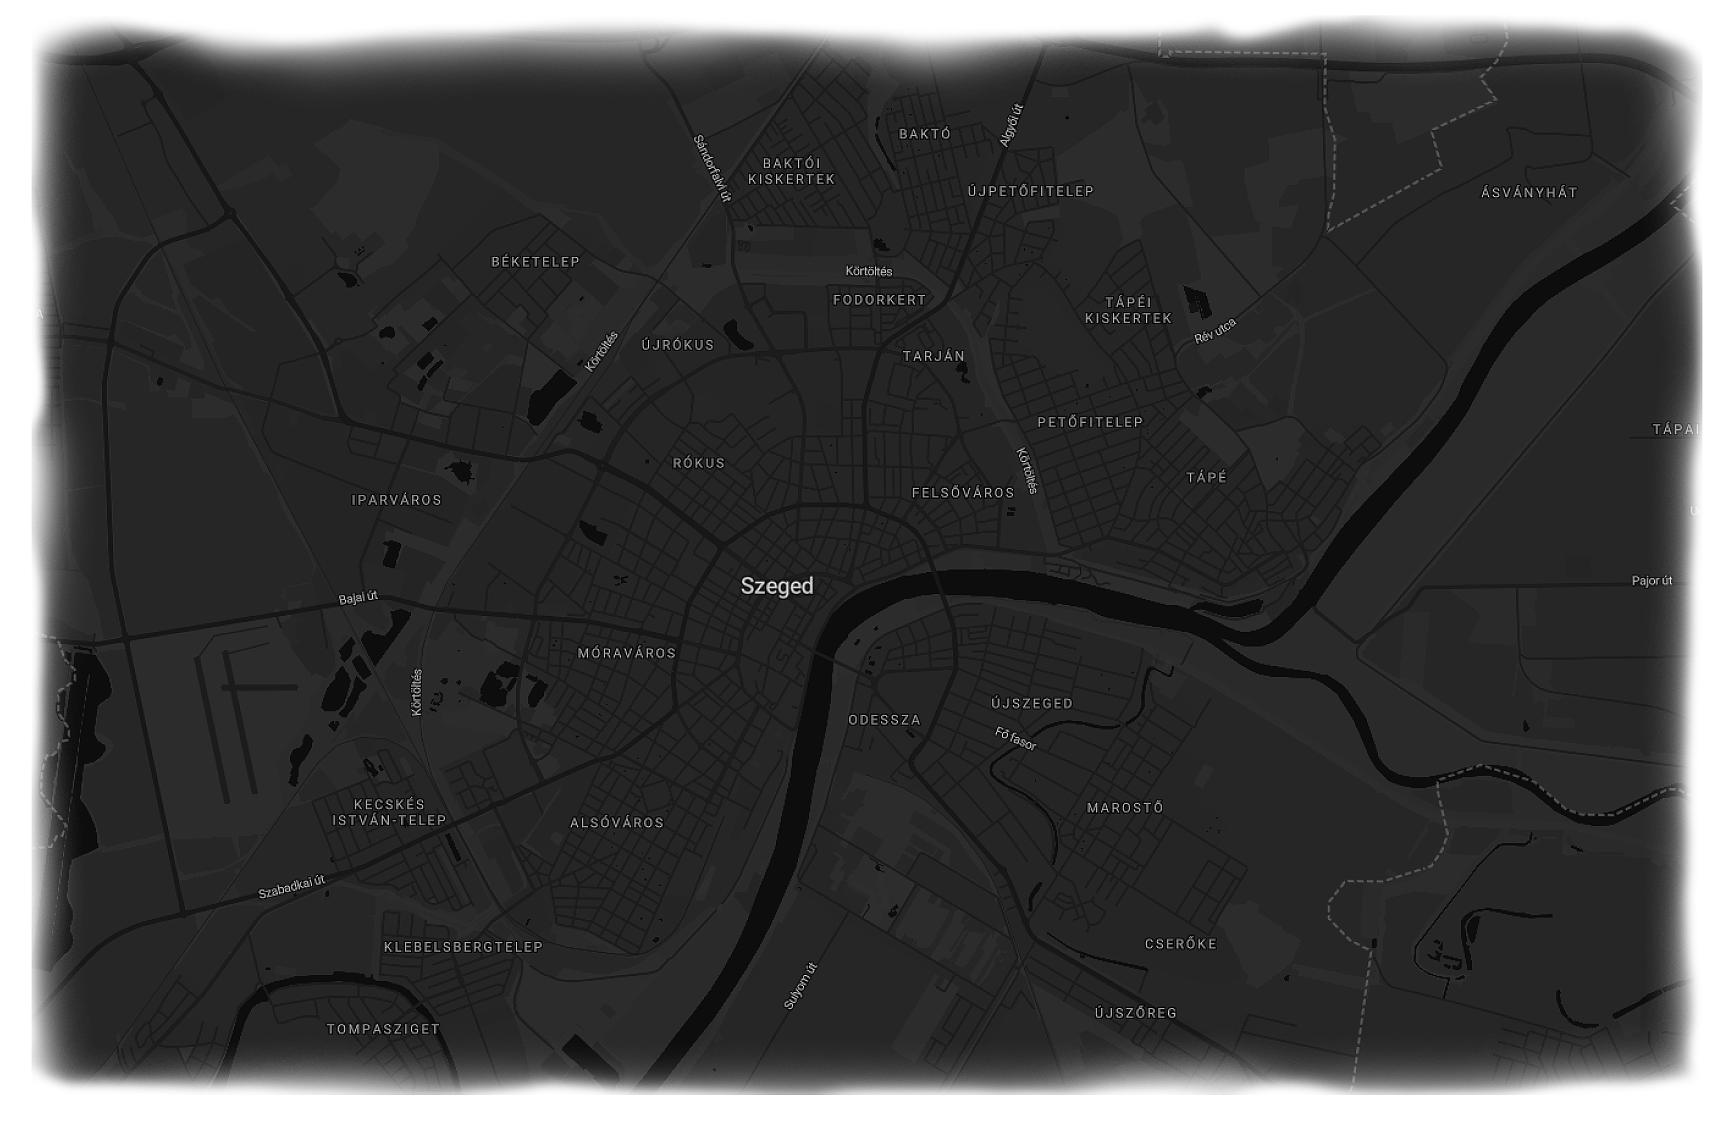 BAKTÓ
Algyői út
Sándorfalvi út
BAKTÓI
KISKERTEK
ÚJPETŐFITELEP
ÁSVÁNYHÁT
BÉKETELEP
Körtöltés
FODORKERT
TÁPÉI
KISKERTEK
Rév utca
A
Körtöltés
ÚJRÓKUS
TARJÁN
PETŐFITELEP
TÁPAI
RÓKUS
Körtöltés
TÁPÉ
IPARVÁROS
FELSŐVÁROS
U
Szeged
Pajor út
Bajai út
MÓRAVÁROS
Körtöltés
ÚJSZEGED
ODESSZA
Fő fasor
KECSKÉS
ISTVÁN-TELEP
MAROSTŐ
ALSÓVÁROS
Szabadkai út
KLEBELSBERGTELEP
CSERŐKE
Sulyom út
ÚJSZŐREG
TOMPASZIGET